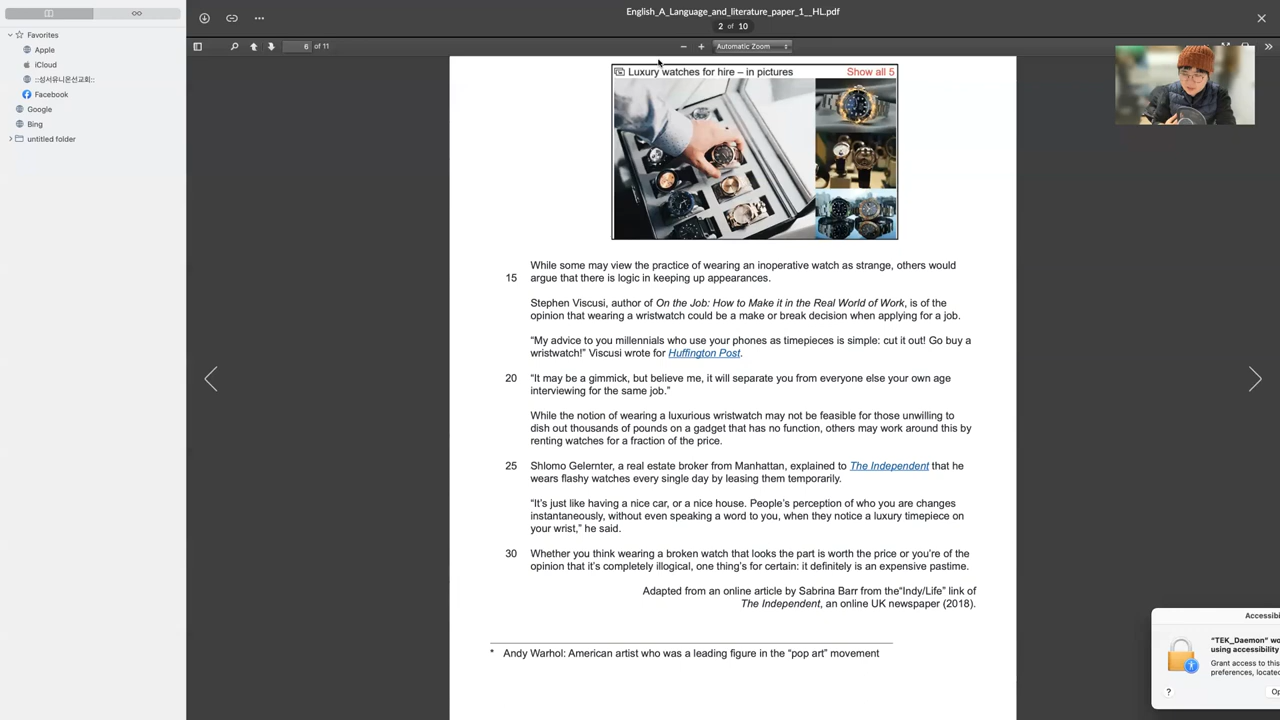 English_A_Language_and_literature_paper_1__HL.pdf
2 of 10
Favorites
Apple
iCloud
::성서유니온선교회::
Facebook
Google
Bing
untitled folder
6 of 11
Automatic Zoom
Luxury watches for hire – in pictures Show all 5
While some may view the practice of wearing an inoperative watch as strange, others would
15 argue that there is logic in keeping up appearances.
Stephen Viscusi, author of On the Job: How to Make it in the Real World of Work, is of the
opinion that wearing a wristwatch could be a make or break decision when applying for a job.
“My advice to you millennials who use your phones as timepieces is simple: cut it out! Go buy a
wristwatch!” Viscusi wrote for Huffington Post.
20 “It may be a gimmick, but believe me, it will separate you from everyone else your own age
interviewing for the same job.”
While the notion of wearing a luxurious wristwatch may not be feasible for those unwilling to
dish out thousands of pounds on a gadget that has no function, others may work around this by
renting watches for a fraction of the price.
25 Shlomo Gelernter, a real estate broker from Manhattan, explained to The Independent that he
wears flashy watches every single day by leasing them temporarily.
“It’s just like having a nice car, or a nice house. People’s perception of who you are changes
instantaneously, without even speaking a word to you, when they notice a luxury timepiece on
your wrist,” he said.
30 Whether you think wearing a broken watch that looks the part is worth the price or you’re of the
opinion that it’s completely illogical, one thing’s for certain: it definitely is an expensive pastime.
Adapted from an online article by Sabrina Barr from the“Indy/Life” link of
The Independent, an online UK newspaper (2018).
* Andy Warhol: American artist who was a leading figure in the “pop art” movement
Accessibi
“TEK_Daemon” wo
using accessibility
Grant access to this
preferences, locate
?
Op